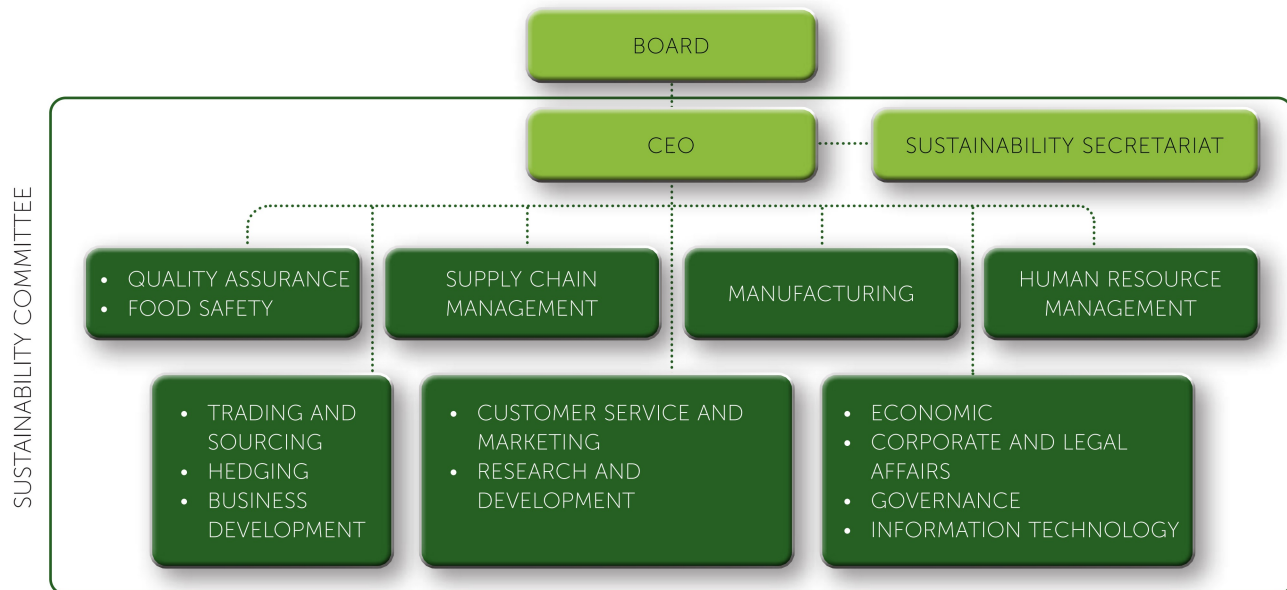 BOARD
SUSTAINABILITY COMMITTEE
CEO
SUSTAINABILITY SECRETARIAT
• QUALITY ASSURANCE
• FOOD SAFETY
SUPPLY CHAIN
MANAGEMENT
MANUFACTURING
HUMAN RESOURCE
MANAGEMENT
• TRADING AND
SOURCING
• HEDGING
• BUSINESS
DEVELOPMENT
• CUSTOMER SERVICE AND
MARKETING
• RESEARCH AND
DEVELOPMENT
• ECONOMIC
• CORPORATE AND LEGAL
AFFAIRS
• GOVERNANCE
• INFORMATION TECHNOLOGY